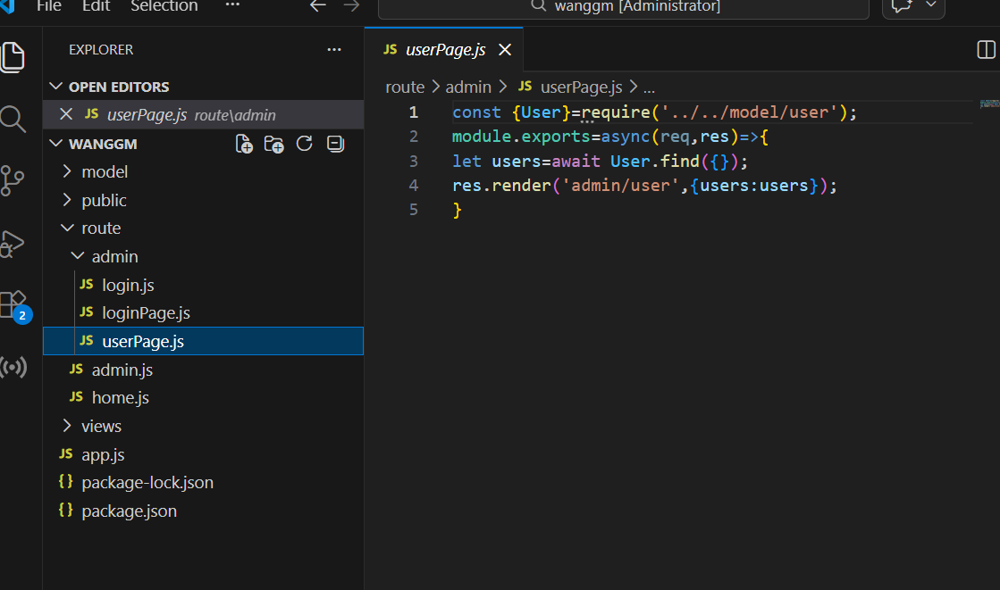 File Edit Selection ··· wanggm [Administrator]
EXPLORER ···
OPEN EDITORS
JS userPage.js route\admin
WANGGM
model
public
route
admin
JS login.js
JS loginPage.js
JS userPage.js
JS admin.js
JS home.js
views
JS app.js
{} package-lock.json
{} package.json
2
JS userPage.js
route > admin > JS userPage.js > ...
1 const {User}=require('../../model/user');
2 module.exports=async(req,res)=>{
3 let users=await User.find({});
4 res.render('admin/user',{users:users});
5 }